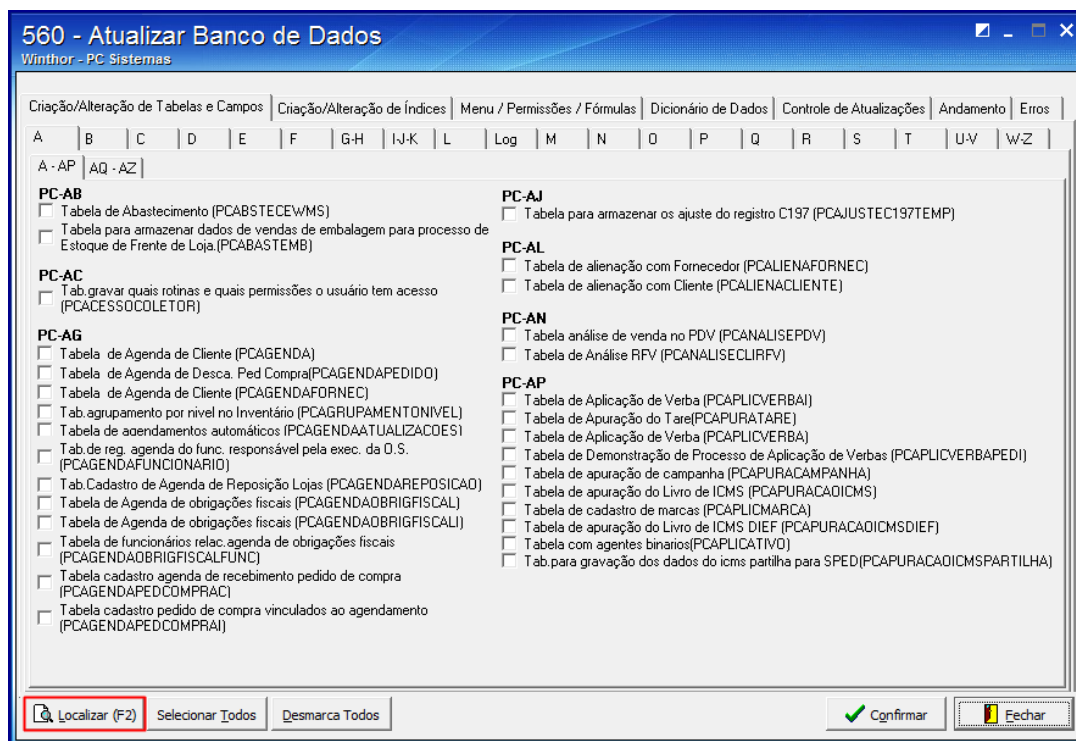 560 - Atualizar Banco de Dados
Winthor - PC Sistemas
Criação/Alteração de Tabelas e Campos
Criação/Alteração de Índices
Menu / Permissões / Fórmulas
Dicionário de Dados
Controle de Atualizações
Andamento
Erros
A
B
C
D
E
F
G-H
I-J-K
L
Log
M
N
O
P
Q
R
S
T
U-V
W-Z
A - AP
AQ - AZ
PC-AB
Tabela de Abastecimento (PCABSTECEWMS)
Tabela para armazenar dados de vendas de embalagem para processo de
Estoque de Frente de Loja.(PCABASTEMB)
PC-AC
Tab.gravar quais rotinas e quais permissões o usuário tem acesso
(PCACESSOCOLETOR)
PC-AG
Tabela de Agenda de Cliente (PCAGENDA)
Tabela de Agenda de Desca. Ped Compra(PCAGENDAPEDIDO)
Tabela de Agenda de Cliente (PCAGENDAFORNEC)
Tab.agrupamento por nivel no Inventário (PCAGRUPAMENTONIVEL)
Tabela de agendamentos automáticos (PCAGENDAATUALIZACOES)
Tab.de reg. agenda do func. responsável pela exec. da O.S.
(PCAGENDAFUNCIONARIO)
Tab.Cadastro de Agenda de Reposição Lojas (PCAGENDAREPOSICAO)
Tabela de Agenda de obrigações fiscais (PCAGENDAOBRIGFISCAL)
Tabela de Agenda de obrigações fiscais (PCAGENDAOBRIGFISCALI)
Tabela de funcionários relac.agenda de obrigações fiscais
(PCAGENDAOBRIGFISCALFUNC)
Tabela cadastro agenda de recebimento pedido de compra
(PCAGENDAPEDCOMPRAC)
Tabela cadastro pedido de compra vinculados ao agendamento
(PCAGENDAPEDCOMPRAI)
PC-AJ
Tabela para armazenar os ajuste do registro C197 (PCAJUSTEC197TEMP)
PC-AL
Tabela de alienação com Fornecedor (PCALIENAFORNEC)
Tabela de alienação com Cliente (PCALIENACLIENTE)
PC-AN
Tabela análise de venda no PDV (PCANALISEPDV)
Tabela de Análise RFV (PCANALISECLIRFV)
PC-AP
Tabela de Aplicação de Verba (PCAPLICVERBAI)
Tabela de Apuração do Tare(PCAPURATARE)
Tabela de Aplicação de Verba (PCAPLICVERBA)
Tabela de Demonstração de Processo de Aplicação de Verbas (PCAPLICVERBAPEDI)
Tabela de apuração de campanha (PCAPURACAMPANHA)
Tabela de apuração do Livro de ICMS (PCAPURACAOICMS)
Tabela de cadastro de marcas (PCAPLICMARCA)
Tabela de apuração do Livro de ICMS DIEF (PCAPURACAOICMSDIEF)
Tabela com agentes binarios(PCAPLICATIVO)
Tab.para gravação dos dados do icms partilha para SPED(PCAPURACAOICMSPARTILHA)
Localizar (F2)
Selecionar Todos
Desmarca Todos
Confirmar
Fechar